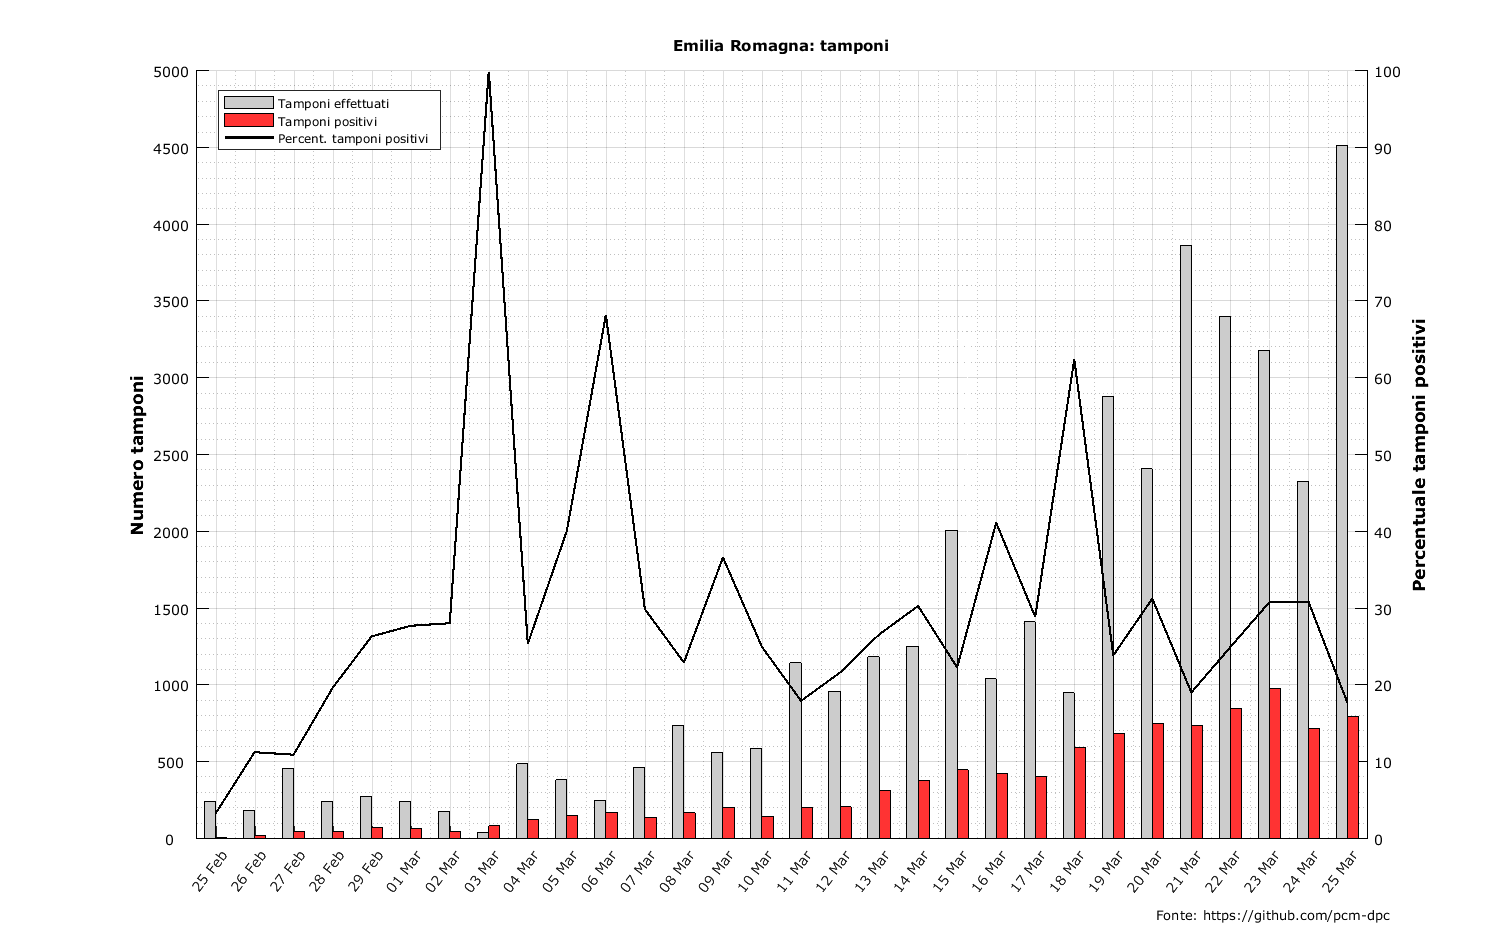 Emilia Romagna: tamponi
Tamponi effettuati
Tamponi positivi
Percent. tamponi positivi
Numero tamponi
5000
4500
4000
3500
3000
2500
2000
1500
1000
500
0
Percentuale tamponi positivi
100
90
80
70
60
50
40
30
20
10
0
25 Feb
26 Feb
27 Feb
28 Feb
29 Feb
01 Mar
02 Mar
03 Mar
04 Mar
05 Mar
06 Mar
07 Mar
08 Mar
09 Mar
10 Mar
11 Mar
12 Mar
13 Mar
14 Mar
15 Mar
16 Mar
17 Mar
18 Mar
19 Mar
20 Mar
21 Mar
22 Mar
23 Mar
24 Mar
25 Mar
Fonte: https://github.com/pcm-dpc